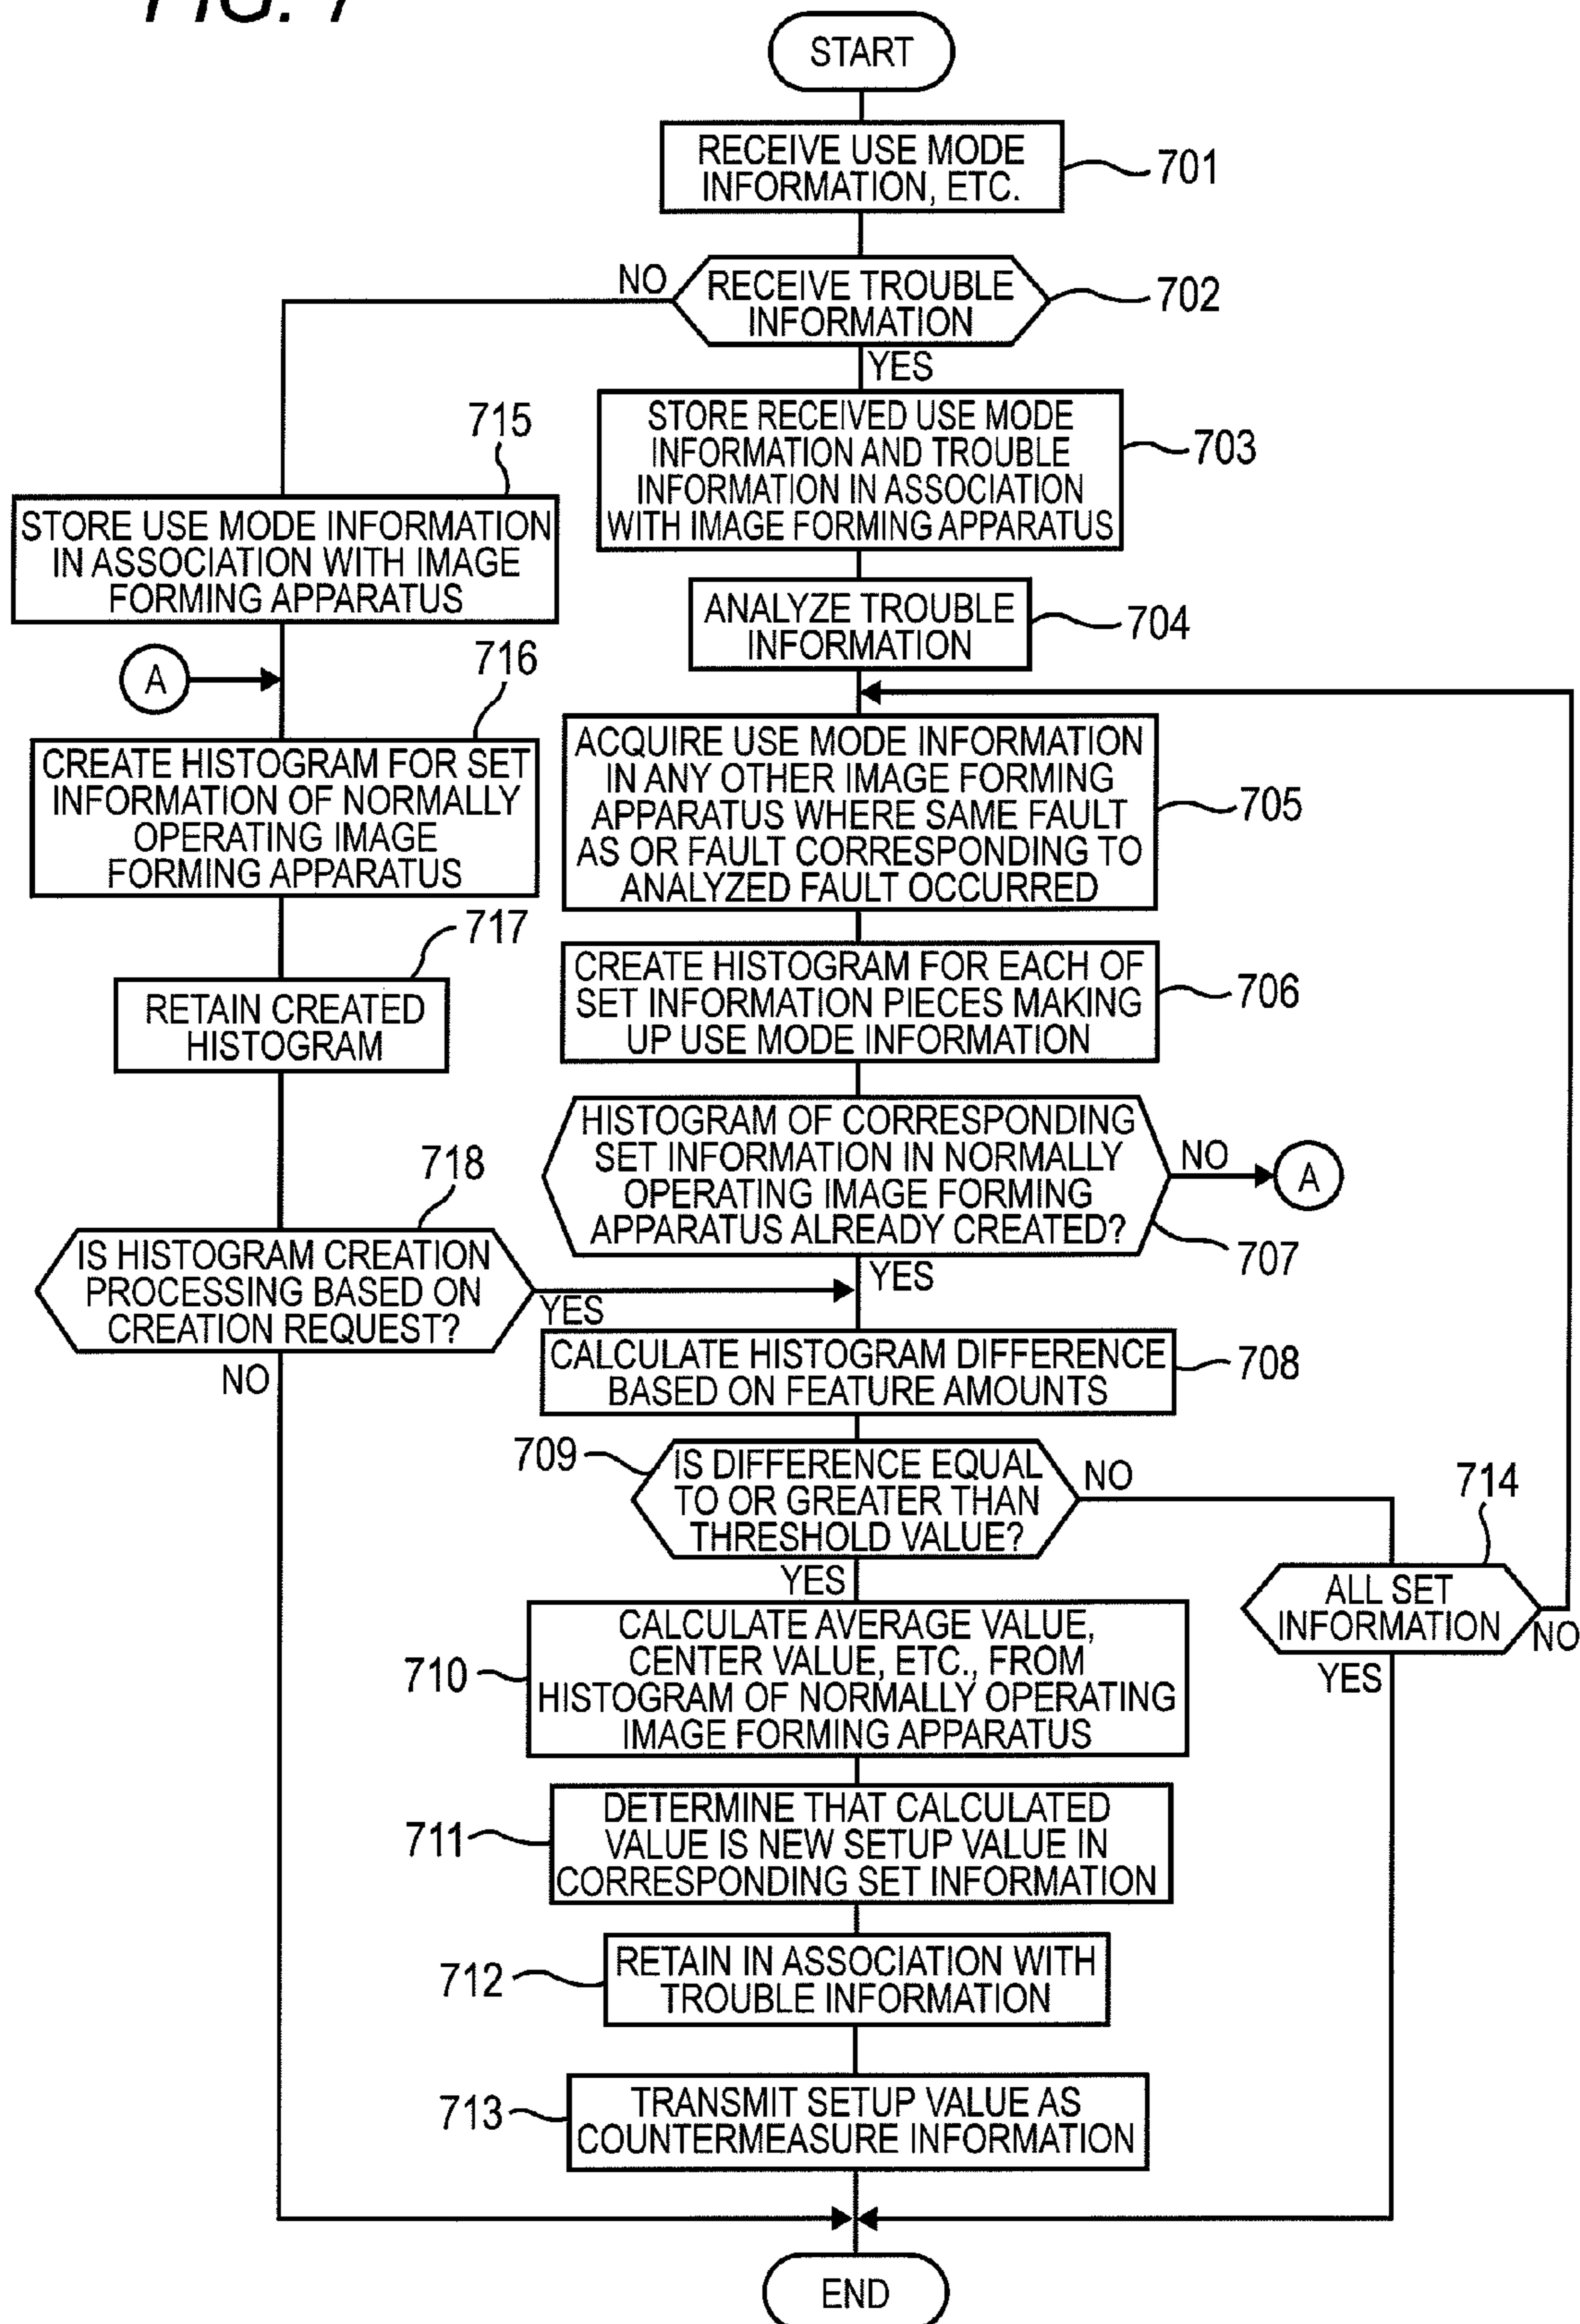 FIG. 7
START
RECEIVE USE MODE
INFORMATION, ETC.
701
NO
RECEIVE TROUBLE
INFORMATION
702
YES
STORE RECEIVED USE MODE
INFORMATION AND TROUBLE
INFORMATION IN ASSOCIATION
WITH IMAGE FORMING APPARATUS
703
715
STORE USE MODE INFORMATION
IN ASSOCIATION WITH IMAGE
FORMING APPARATUS
ANALYZE TROUBLE
INFORMATION
704
A
716
CREATE HISTOGRAM FOR SET
INFORMATION OF NORMALLY
OPERATING IMAGE
FORMING APPARATUS
ACQUIRE USE MODE INFORMATION
IN ANY OTHER IMAGE FORMING
APPARATUS WHERE SAME FAULT
AS OR FAULT CORRESPONDING TO
ANALYZED FAULT OCCURRED
705
717
RETAIN CREATED
HISTOGRAM
CREATE HISTOGRAM FOR EACH OF
SET INFORMATION PIECES MAKING
UP USE MODE INFORMATION
706
HISTOGRAM OF CORRESPONDING
SET INFORMATION IN NORMALLY
OPERATING IMAGE FORMING
APPARATUS ALREADY CREATED?
NO
A
707
YES
718
IS HISTOGRAM CREATION
PROCESSING BASED ON
CREATION REQUEST?
YES
NO
CALCULATE HISTOGRAM DIFFERENCE
BASED ON FEATURE AMOUNTS
708
709
IS DIFFERENCE EQUAL
TO OR GREATER THAN
THRESHOLD VALUE?
NO
YES
714
ALL SET
INFORMATION
NO
YES
CALCULATE AVERAGE VALUE,
CENTER VALUE, ETC., FROM
HISTOGRAM OF NORMALLY OPERATING
IMAGE FORMING APPARATUS
710
DETERMINE THAT CALCULATED
VALUE IS NEW SETUP VALUE IN
CORRESPONDING SET INFORMATION
711
RETAIN IN ASSOCIATION WITH
TROUBLE INFORMATION
712
TRANSMIT SETUP VALUE AS
COUNTERMEASURE INFORMATION
713
END